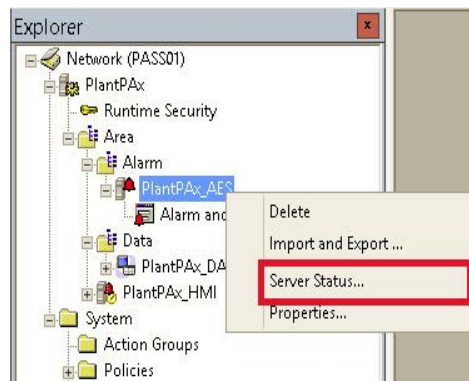 Explorer
x
Network (PASS01)
PlantPAx
Runtime Security
Area
Alarm
PlantPAx_AES
Alarm and
Data
PlantPAx_DA
PlantPAx_HMI
System
Action Groups
Policies
Delete
Import and Export ...
Server Status...
Properties...